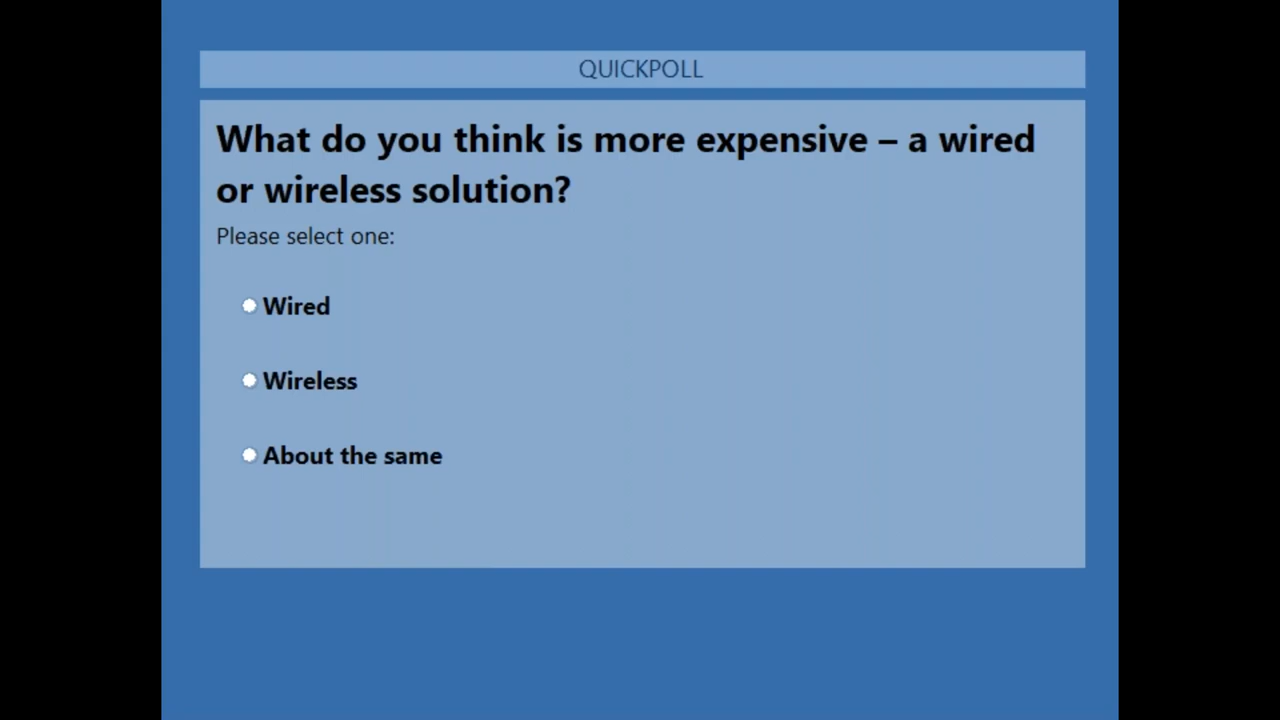 QUICKPOLL
What do you think is more expensive – a wired
or wireless solution?
Please select one:
Wired
Wireless
About the same